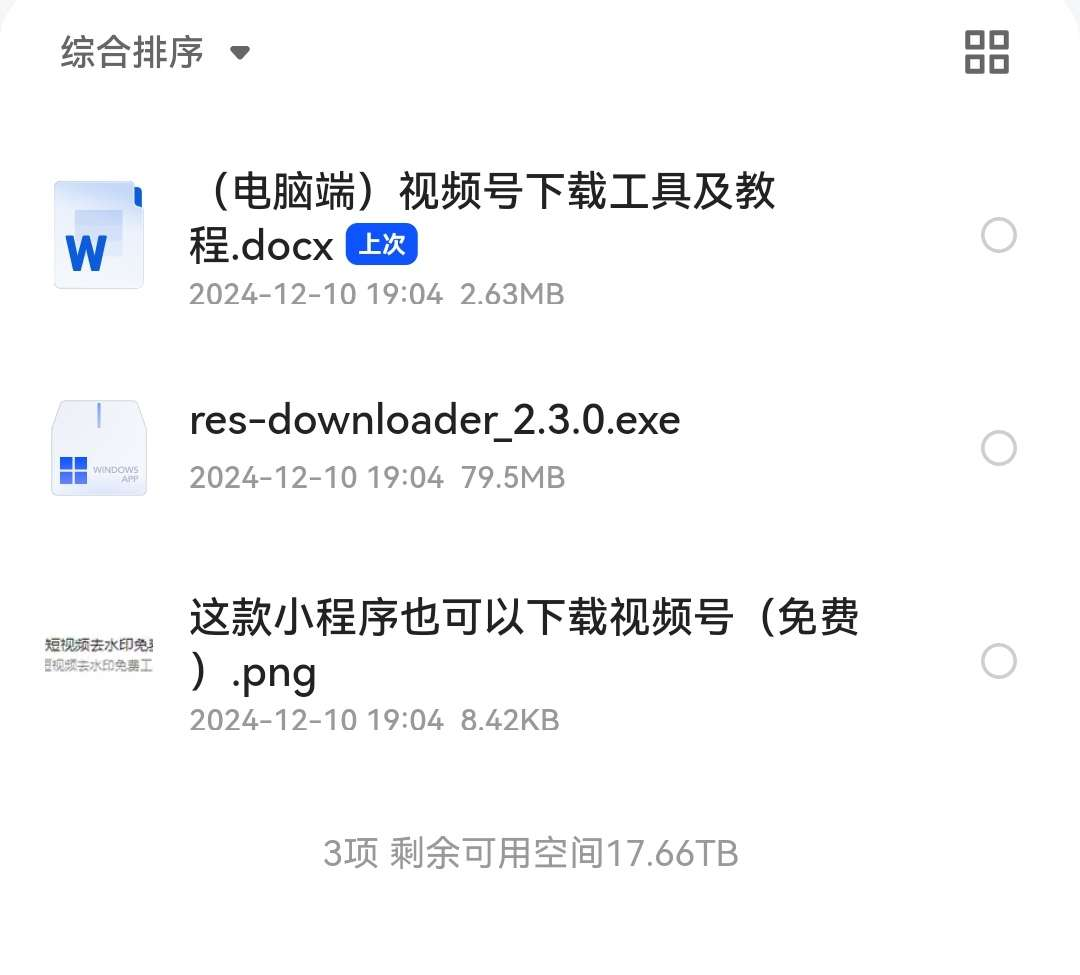 综合排序
（电脑端）视频号下载工具及教
程.docx 上次
2024-12-10 19:04 2.63MB
res-downloader_2.3.0.exe
WINDOWS
APP
2024-12-10 19:04 79.5MB
这款小程序也可以下载视频号（免费
）.png
短视频去水印免费
视频去水印免费工
2024-12-10 19:04 8.42KB
3项 剩余可用空间17.66TB